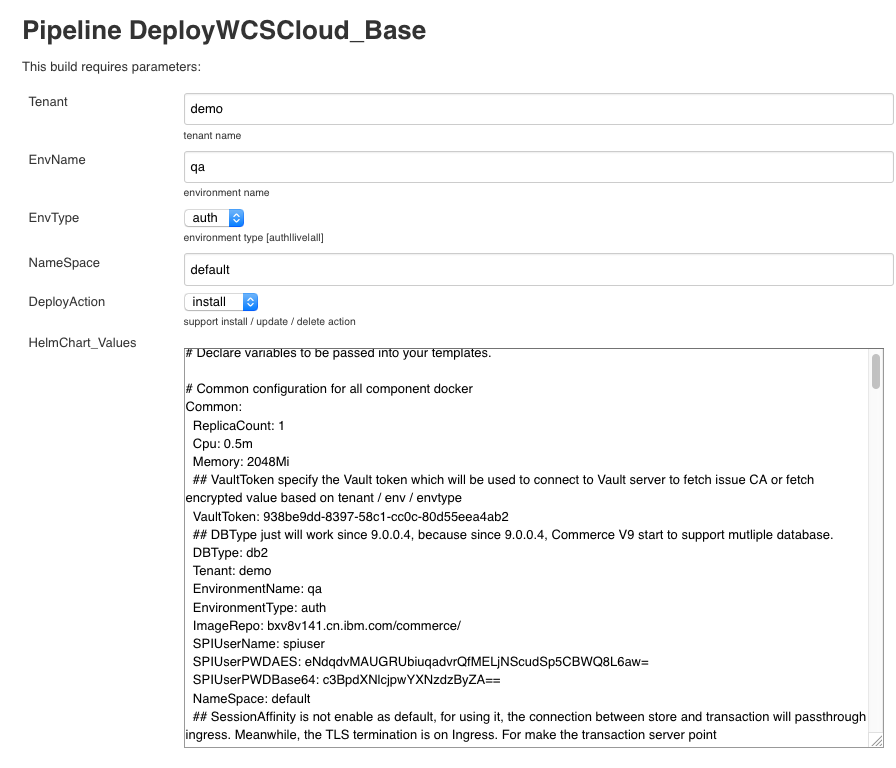 Pipeline DeployWCSCloud_Base
This build requires parameters:
Tenant
demo
tenant name
EnvName
qa
environment name
EnvType
auth
environment type [auth|live|all]
NameSpace
default
DeployAction
install
support install / update / delete action
HelmChart_Values
# Declare variables to be passed into your templates.
# Common configuration for all component docker
Common:
ReplicaCount: 1
Cpu: 0.5m
Memory: 2048Mi
## VaultToken specify the Vault token which will be used to connect to Vault server to fetch issue CA or fetch
encrypted value based on tenant / env / envtype
VaultToken: 938be9dd-8397-58c1-cc0c-80d55eea4ab2
## DBType just will work since 9.0.0.4, because since 9.0.0.4, Commerce V9 start to support mutliple database.
DBType: db2
Tenant: demo
EnvironmentName: qa
EnvironmentType: auth
ImageRepo: bxv8v141.cn.ibm.com/commerce/
SPIUserName: spiuser
SPIUserPWDAES: eNdqdvMAUGRUbiuqadvrQfMELjNScudSp5CBWQ8L6aw=
SPIUserPWDBase64: c3BpdXNlcjpwYXNzdzByZA==
NameSpace: default
## SessionAffinity is not enable as default, for using it, the connection between store and transaction will passthrough
ingress. Meanwhile, the TLS termination is on Ingress. For make the transaction server point